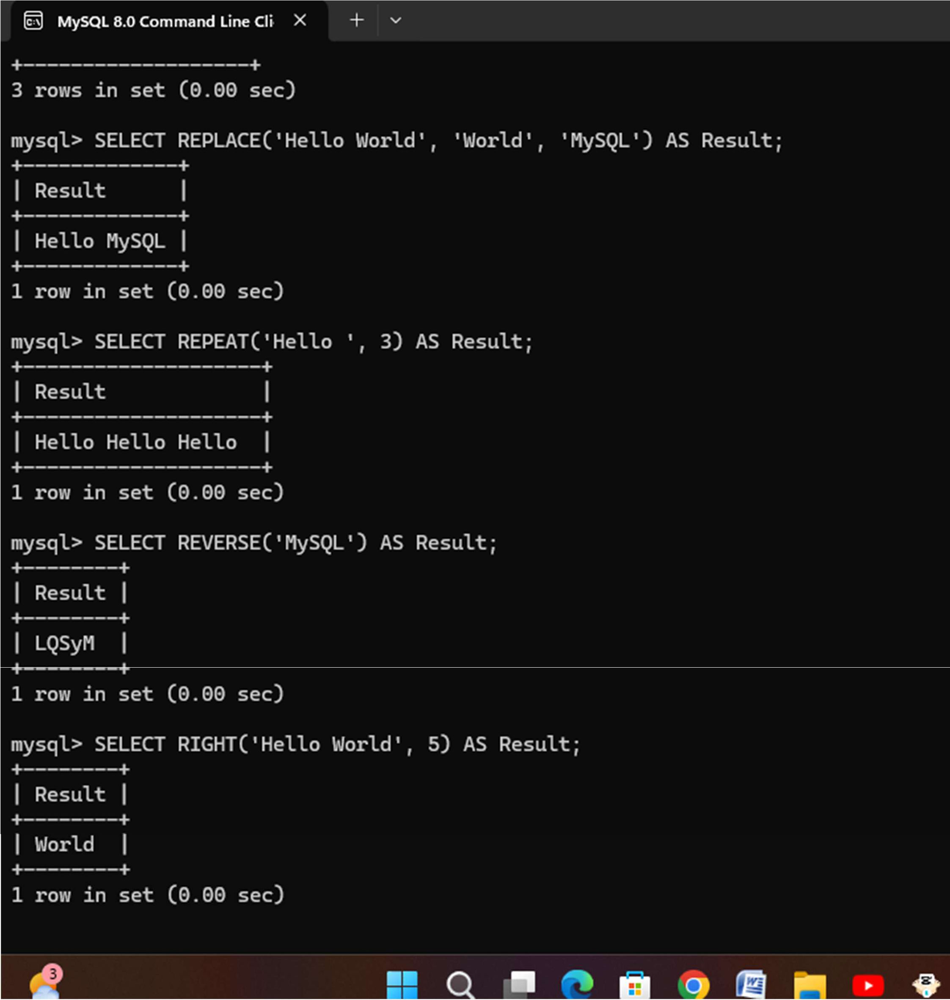 MySQL 8.0 Command Line Cli
+-------------------+
3 rows in set (0.00 sec)
mysql> SELECT REPLACE('Hello World', 'World', 'MySQL') AS Result;
+-------------+
| Result      |
+-------------+
| Hello MySQL |
+-------------+
1 row in set (0.00 sec)
mysql> SELECT REPEAT('Hello ', 3) AS Result;
+--------------------+
| Result             |
+--------------------+
| Hello Hello Hello  |
+--------------------+
1 row in set (0.00 sec)
mysql> SELECT REVERSE('MySQL') AS Result;
+--------+
| Result |
+--------+
| LQSyM  |
+--------+
1 row in set (0.00 sec)
mysql> SELECT RIGHT('Hello World', 5) AS Result;
+--------+
| Result |
+--------+
| World  |
+--------+
1 row in set (0.00 sec)
3